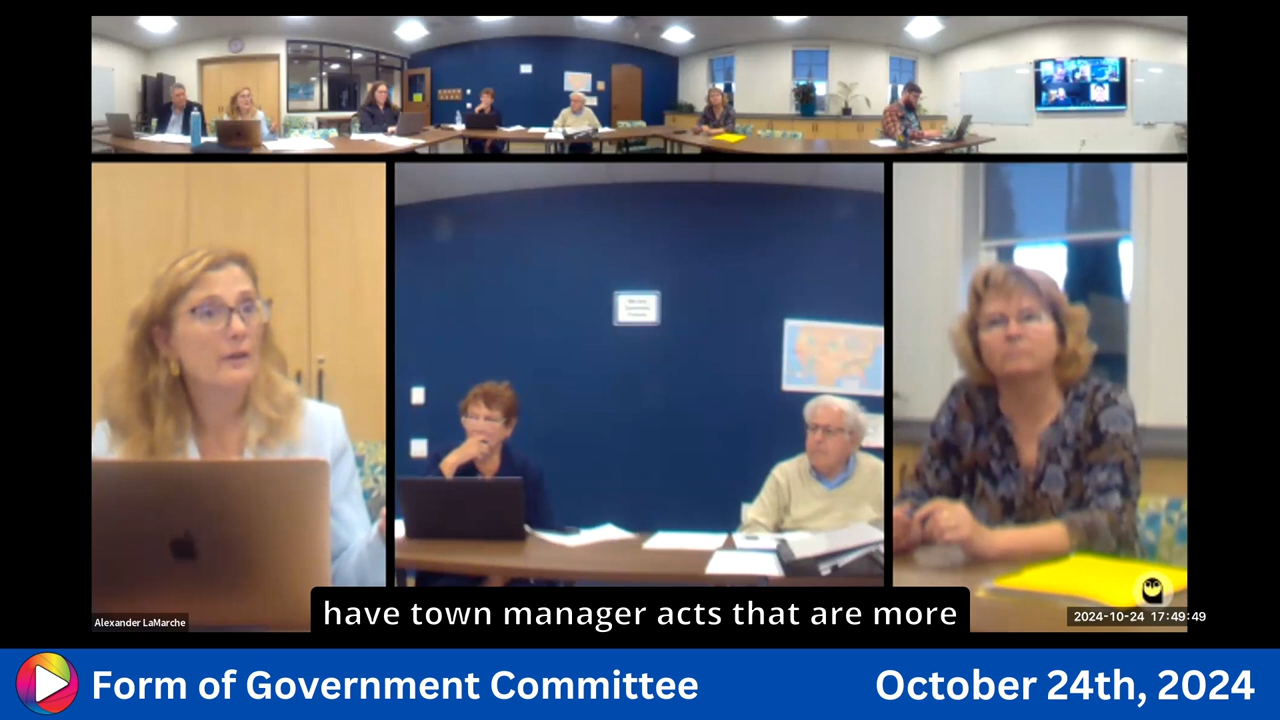 have town manager acts that are more
Alexander LaMarche
2024-10-24 17:49:49
Form of Government Committee
October 24th, 2024